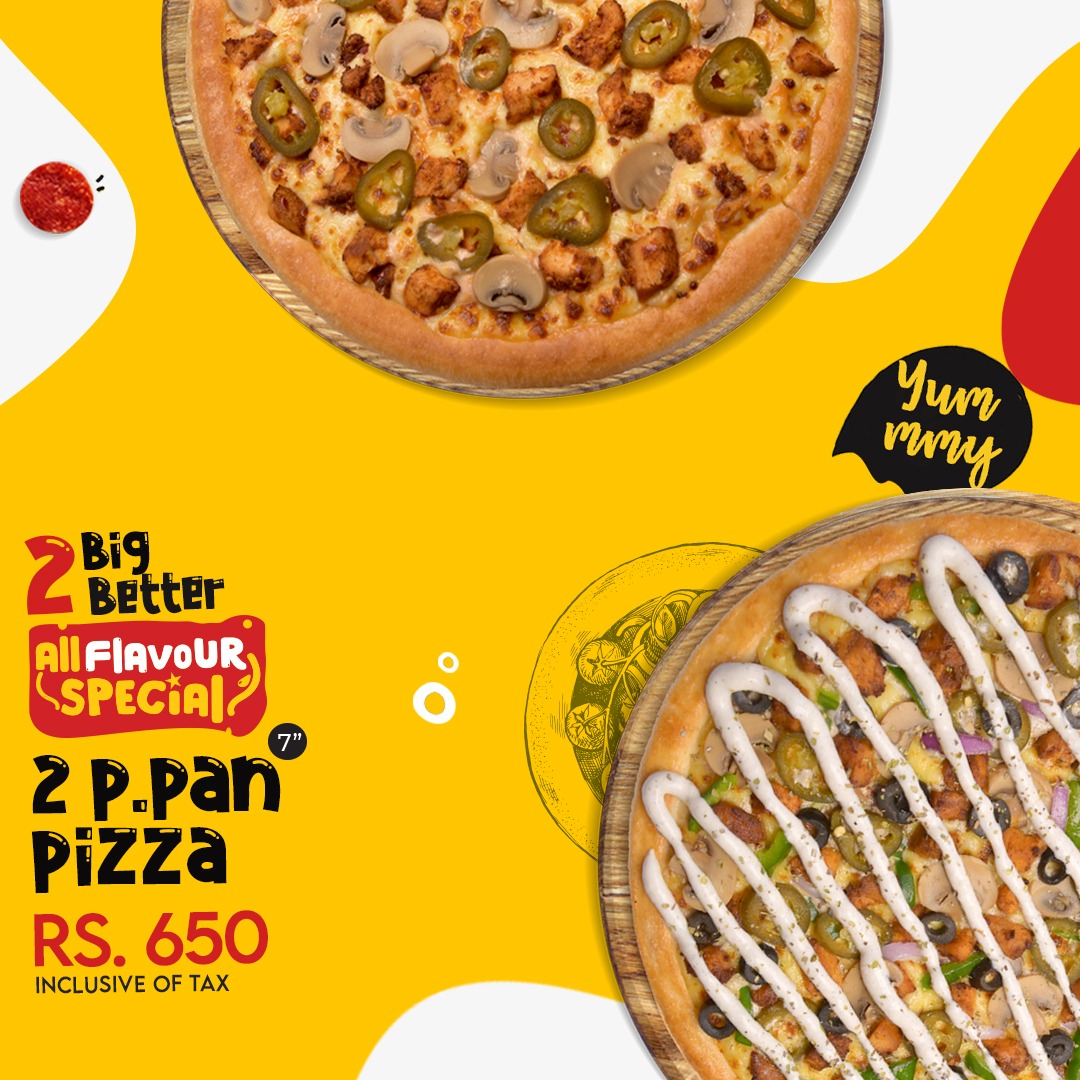 Yum
mmy
2 Big
Better
All FLAVOUR
SPECIAL
7”
2 P.Pan
Pizza
RS. 650
INCLUSIVE OF TAX